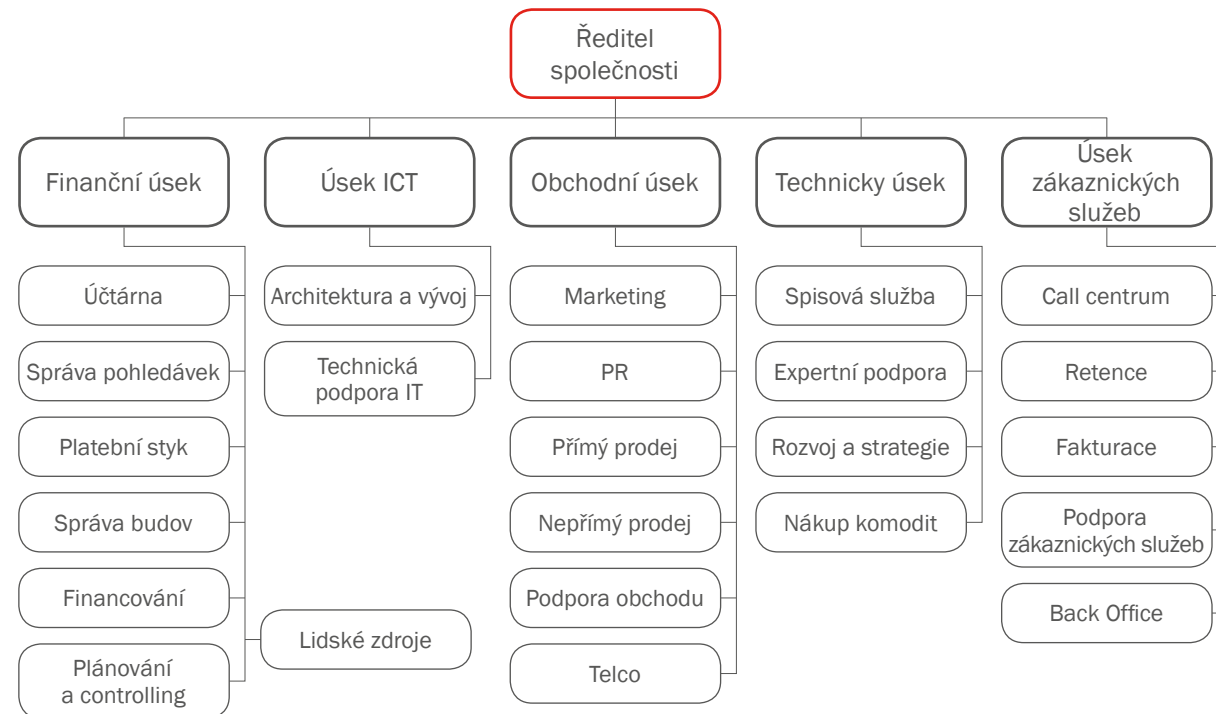 Ředitel
společnosti
Finanční úsek
Úsek ICT
Obchodní úsek
Technicky úsek
Úsek
zákaznických
služeb
Účtárna
Správa pohledávek
Platební styk
Správa budov
Financování
Plánování
a controlling
Lidské zdroje
Architektura a vývoj
Technická
podpora IT
Marketing
PR
Přímý prodej
Nepřímý prodej
Podpora obchodu
Telco
Spisová služba
Expertní podpora
Rozvoj a strategie
Nákup komodit
Call centrum
Retence
Fakturace
Podpora
zákaznických služeb
Back Office